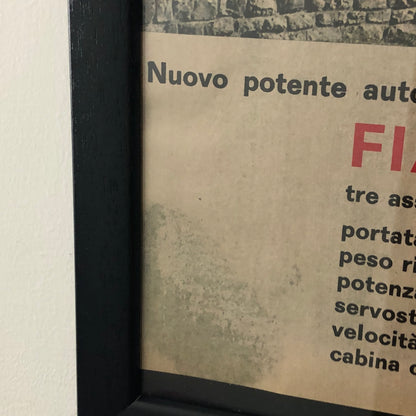 Nuovo potente auto
FIA
tre ass
portata
peso ri
potenza
servost
velocità
cabina